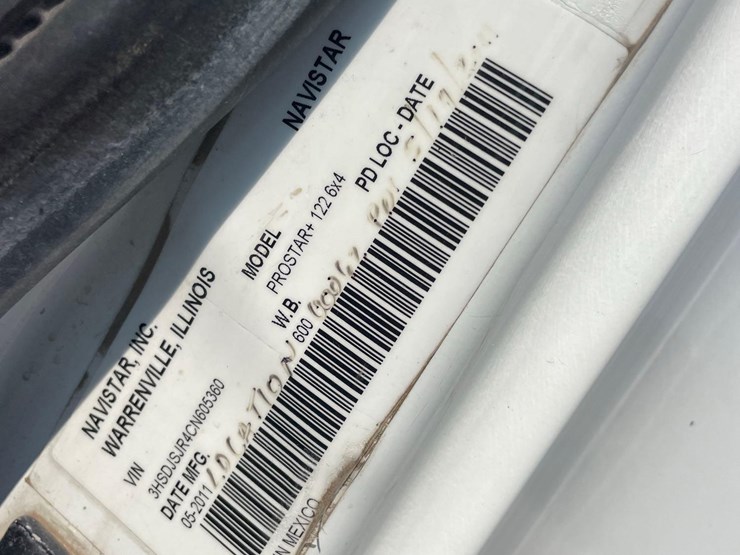 NAVISTAR
NAVISTAR, INC.
WARRENVILLE, ILLINOIS
VIN
3HSDJSJR4CN605360
MODEL
PROSTAR+ 122 6x4
DATE MFG.
05-2011
W.B.
600
PD LOC - DATE
LOCATION
N MEXICO